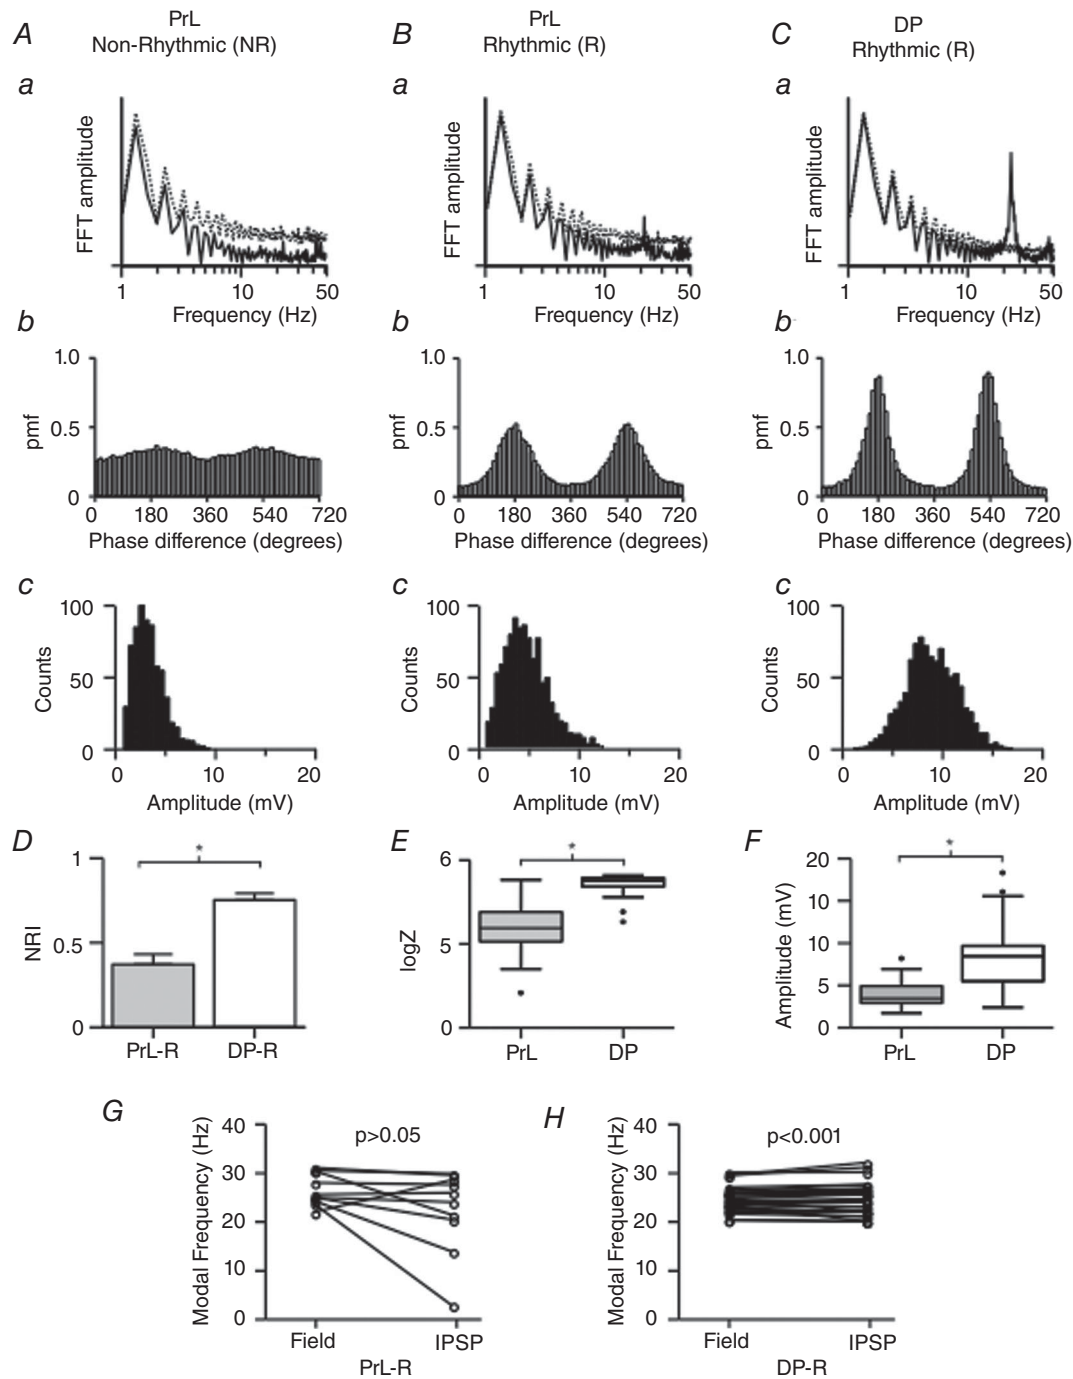 A
PrL
Non-Rhythmic (NR)
B
PrL
Rhythmic (R)
C
DP
Rhythmic (R)
a
FFT amplitude
1
10
50
Frequency (Hz)
a
FFT amplitude
1
10
50
Frequency (Hz)
a
FFT amplitude
1
10
50
Frequency (Hz)
b
pmf
1.0
0.5
0
0 180 360 540 720
Phase difference (degrees)
b
pmf
1.0
0.5
0
0 180 360 540 720
Phase difference (degrees)
b
pmf
1.0
0.5
0
0 180 360 540 720
Phase difference (degrees)
c
Counts
100
50
0
0 10 20
Amplitude (mV)
c
Counts
100
50
0
0 10 20
Amplitude (mV)
c
Counts
100
50
0
0 10 20
Amplitude (mV)
D
NRI
1
0.5
0
*
PrL-R DP-R
E
logZ
6
5
0
*
PrL DP
F
Amplitude (mV)
20
10
10
5
0
*
PrL DP
G
Modal Frequency (Hz)
40
30
20
10
0
p>0.05
Field IPSP
PrL-R
H
Modal Frequency (Hz)
40
30
20
10
0
p<0.001
Field IPSP
DP-R